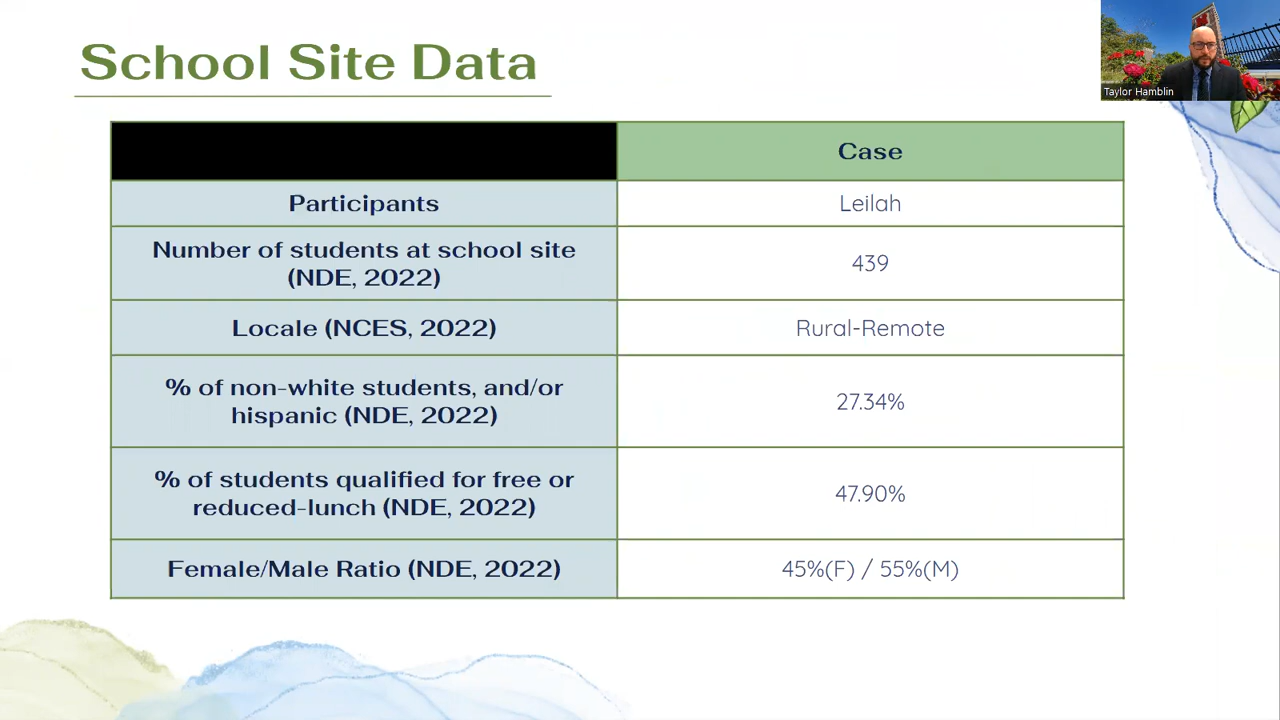 School Site Data
Taylor Hamblin
Case
Participants
Leilah
Number of students at school site
(NDE, 2022)
439
Locale (NCES, 2022)
Rural-Remote
% of non-white students, and/or
hispanic (NDE, 2022)
27.34%
% of students qualified for free or
reduced-lunch (NDE, 2022)
47.90%
Female/Male Ratio (NDE, 2022)
45%(F) / 55%(M)